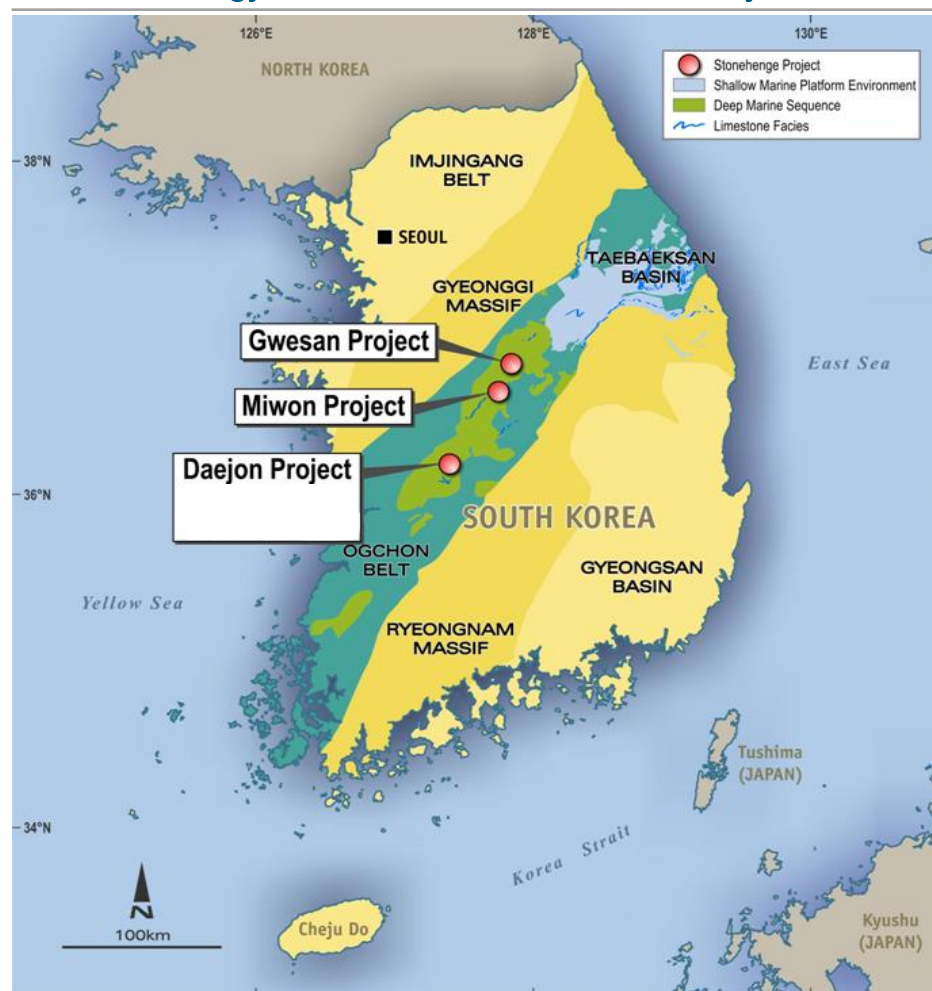 126°E
128°E
130°E
NORTH KOREA
Stonehenge Project
Shallow Marine Platform Environment
Deep Marine Sequence
Limestone Facies
38°N
IMJINGANG
BELT
SEOUL
TAEBAEKSAN
BASIN
GYEONGGI
MASSIF
Gwesan Project
East Sea
Miwon Project
Daejon Project
36°N
SOUTH KOREA
OGCHON
BELT
GYEONGSAN
BASIN
Yellow Sea
RYEONGNAM
MASSIF
Tushima
(JAPAN)
34°N
Korea Strait
N
100km
Cheju Do
Kyushu
(JAPAN)